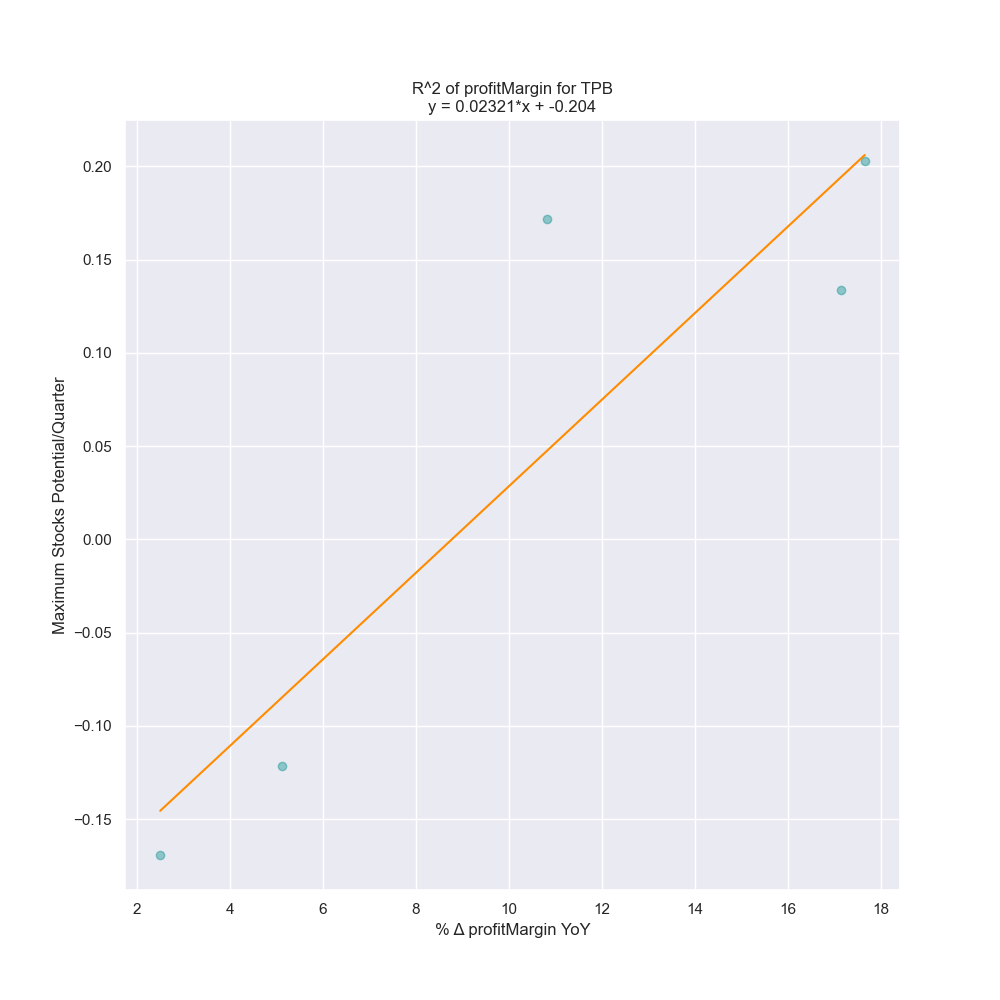 R^2 of profitMargin for TPB
y = 0.02321*x + -0.204
Maximum Stocks Potential/Quarter
0.20
0.15
0.10
0.05
0.00
−0.05
−0.10
−0.15
2 4 6 8 10 12 14 16 18
% Δ profitMargin YoY